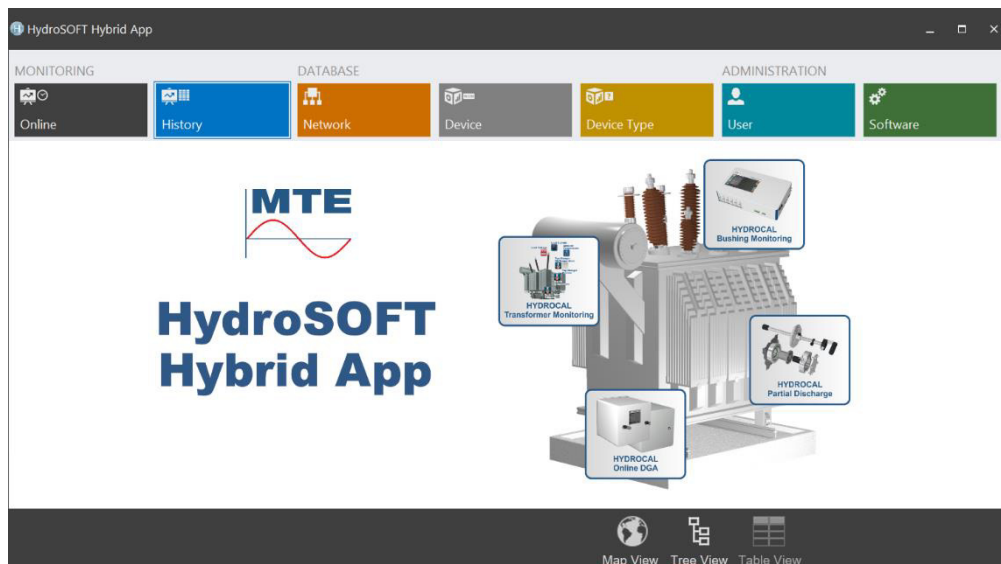 HydroSOFT Hybrid App
MONITORING
DATABASE
ADMINISTRATION
Online
History
Network
Device
Device Type
User
Software
MTE
HydroSOFT
Hybrid App
HYDROCAL
Bushing Monitoring
HYDROCAL
Transformer Monitoring
HYDROCAL
Partial Discharge
HYDROCAL
Online DGA
Map View
Tree View
Table View